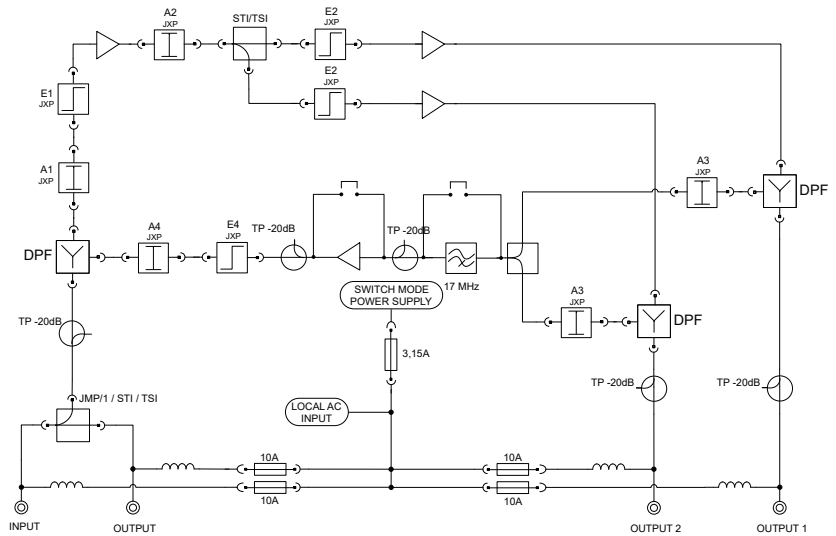 A2
JXP
STI/TSI
E2
JXP
E2
JXP
E1
JXP
A1
JXP
A3
JXP
DPF
A4
JXP
E4
JXP
TP -20dB
TP -20dB
DPF
17 MHz
SWITCH MODE
POWER SUPPLY
A3
JXP
DPF
TP -20dB
3,15A
TP -20dB
TP -20dB
JMP/1 / STI / TSI
LOCAL AC
INPUT
10A
10A
10A
10A
INPUT
OUTPUT
OUTPUT 2
OUTPUT 1